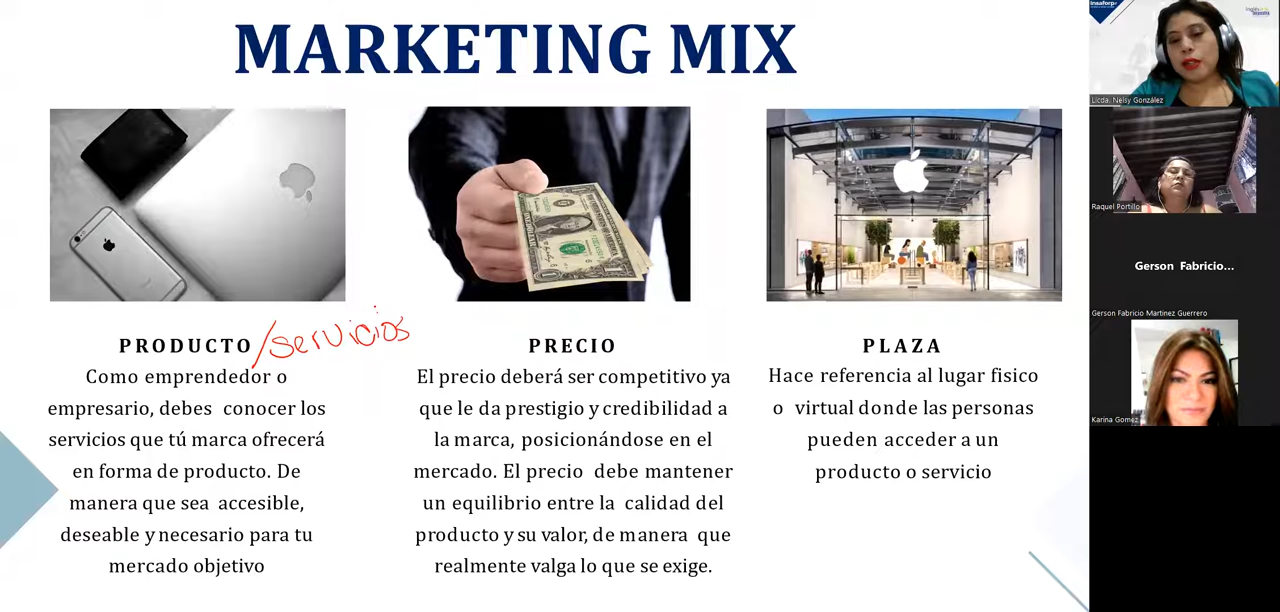 MARKETING MIX
PRODUCTO/servicios
Como emprendedor o
empresario, debes conocer los
servicios que tú marca ofrecerá
en forma de producto. De
manera que sea accesible,
deseable y necesario para tu
mercado objetivo
PRECIO
El precio deberá ser competitivo ya
que le da prestigio y credibilidad a
la marca, posicionándose en el
mercado. El precio debe mantener
un equilibrio entre la calidad del
producto y su valor, de manera que
realmente valga lo que se exige.
PLAZA
Hace referencia al lugar fisico
o virtual donde las personas
pueden acceder a un
producto o servicio
Insaforp
Licda. Nelsy González
Raquel Portillo
Gerson Fabricio...
Gerson Fabricio Martinez Guerrero
Karina Gomez